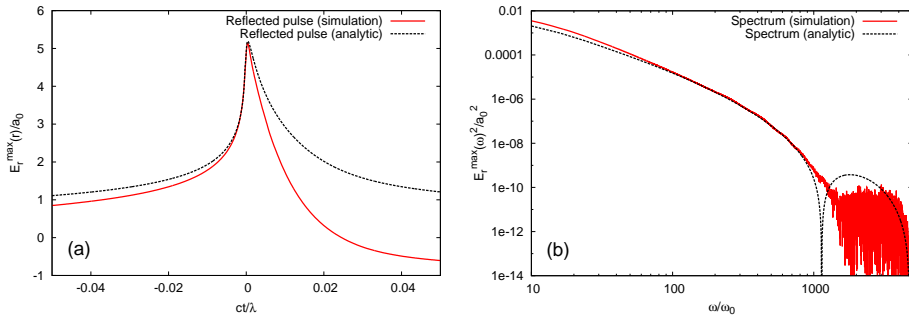 Reflected pulse (simulation)
Reflected pulse (analytic)
E_r^max(r)/a_0
6
5
4
3
2
1
0
-1
-0.04
-0.02
0
0.02
0.04
ct/λ
(a)
Spectrum (simulation)
Spectrum (analytic)
E_r^max(ω)^2/a_0^2
0.01
0.0001
1e-06
1e-08
1e-10
1e-12
1e-14
10
100
1000
ω/ω_0
(b)